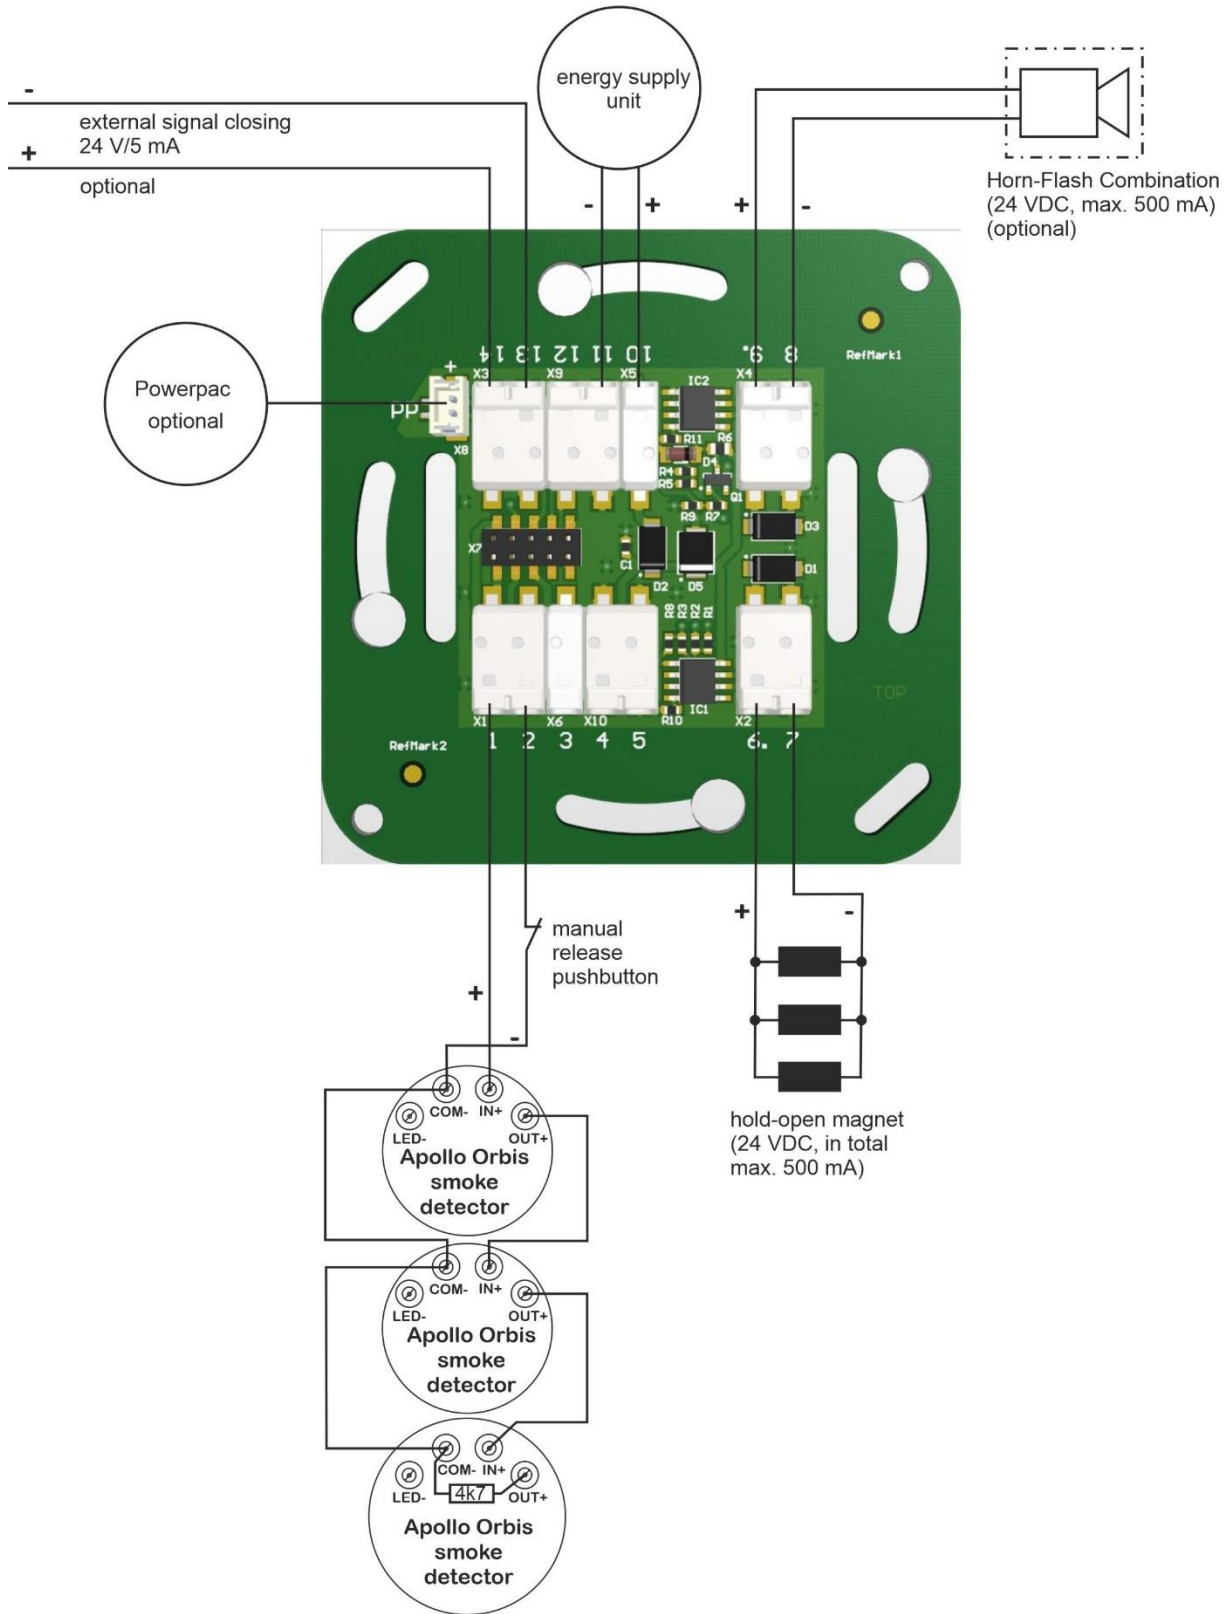 -
external signal closing
24 V/5 mA
+
optional
energy supply
unit
- +
+ -
Horn-Flash Combination
(24 VDC, max. 500 mA)
(optional)
Powerpac
optional
RefMark1
14 13 12 11 10 9. 8
X3 X9 X5 X4
+
PP
X8
IC2
R11 R6
D4
R4
R5
Q1
R9 R7
X7
C1
D2 D5
D3
D1
R8 R3 R2 R1
TOP
X1 X6 X10 R10 IC1 X2
1 2 3 4 5 6. 7
RefMark2
+ -
manual
release
pushbutton
+
-
hold-open magnet
(24 VDC, in total
max. 500 mA)
COM- IN+
LED- OUT+
Apollo Orbis
smoke
detector
COM- IN+
LED- OUT+
Apollo Orbis
smoke
detector
COM- IN+
LED- 4k7 OUT+
Apollo Orbis
smoke
detector